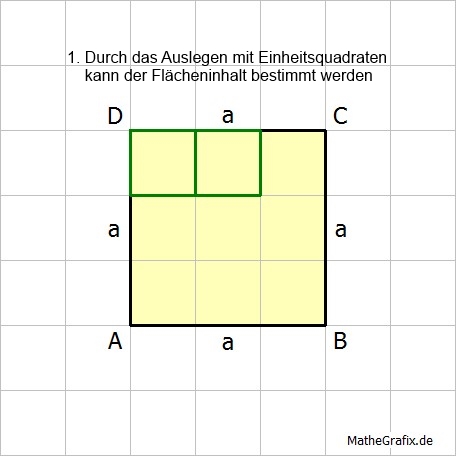 1. Durch das Auslegen mit Einheitsquadraten
kann der Flächeninhalt bestimmt werden
D a C
a a
A a B
MatheGrafix.de